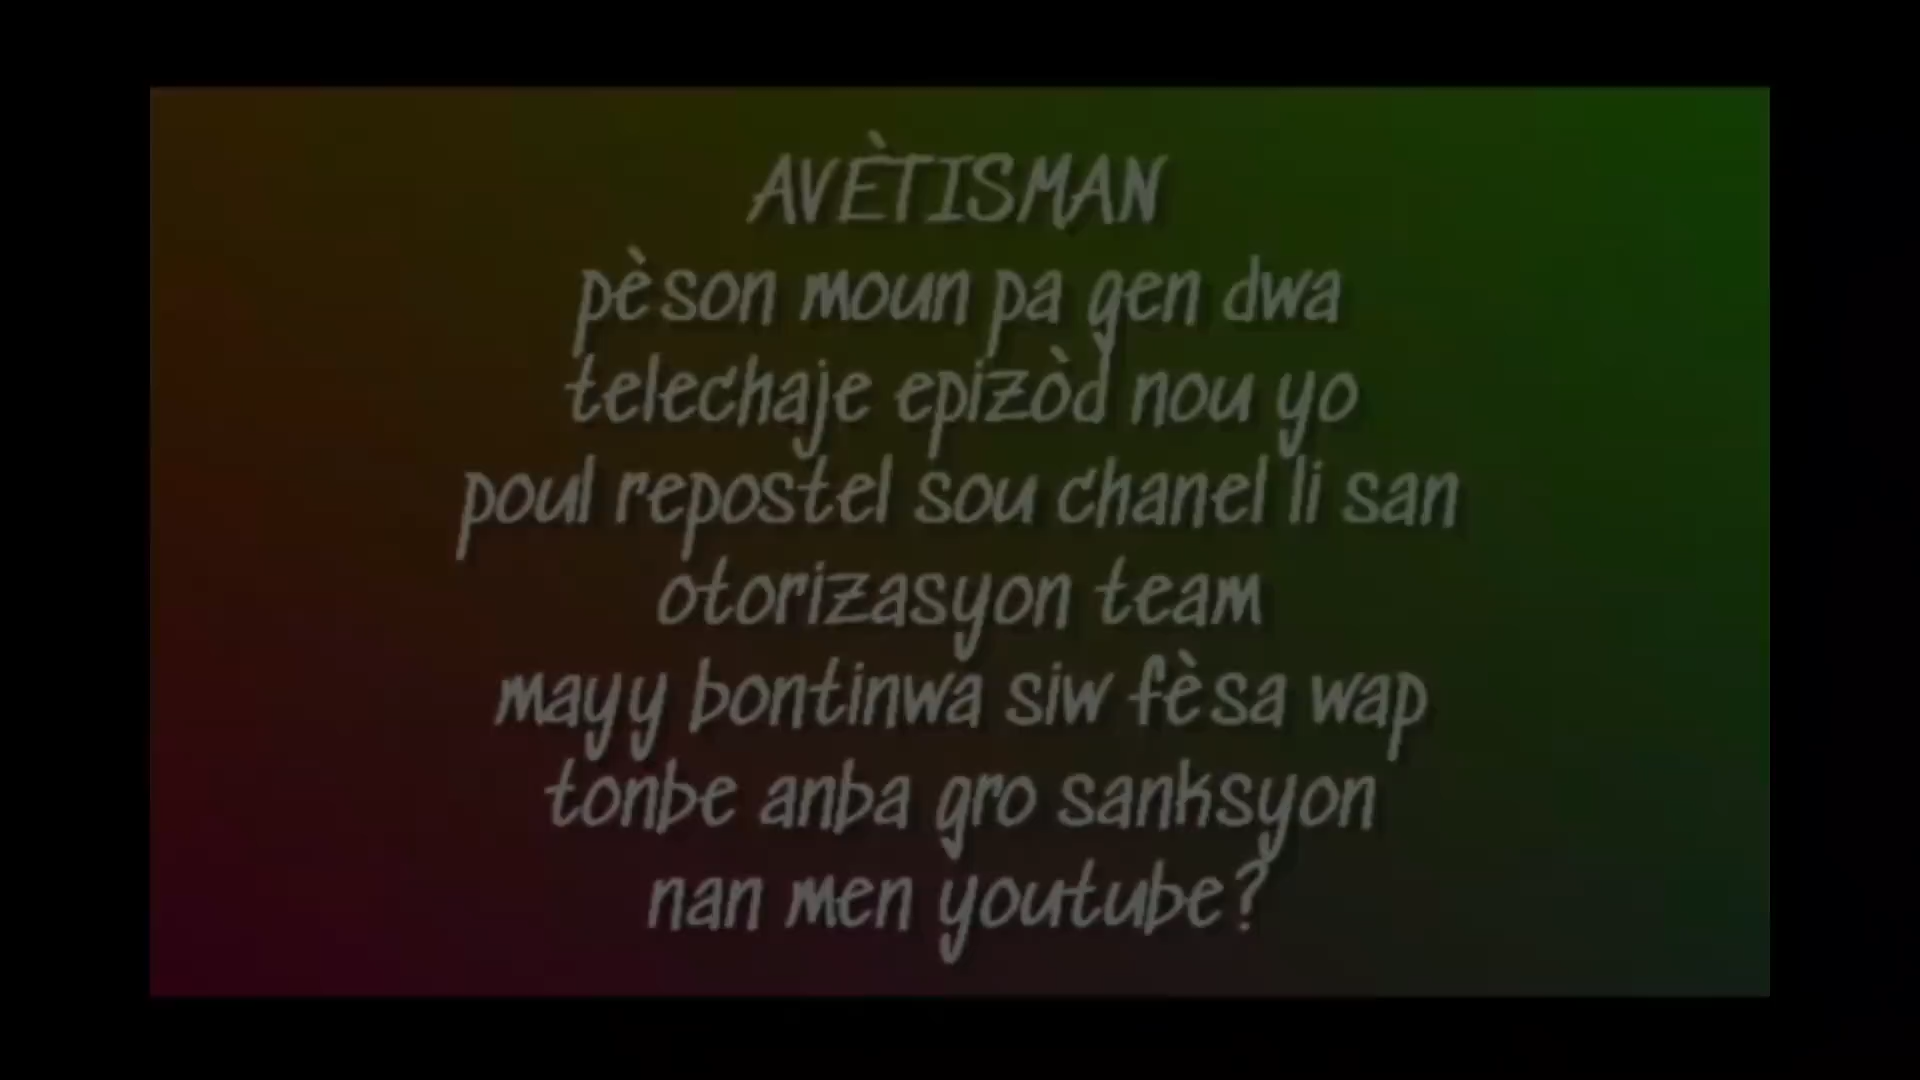 AVÈTISMAN
pèson moun pa gen dwa
telechaje epizòd nou yo
poul repostel sou chanel li san
otorizasyon team
mayy bontinwa siw fèsa wap
tonbe anba gro sanksyon
nan men youtube?